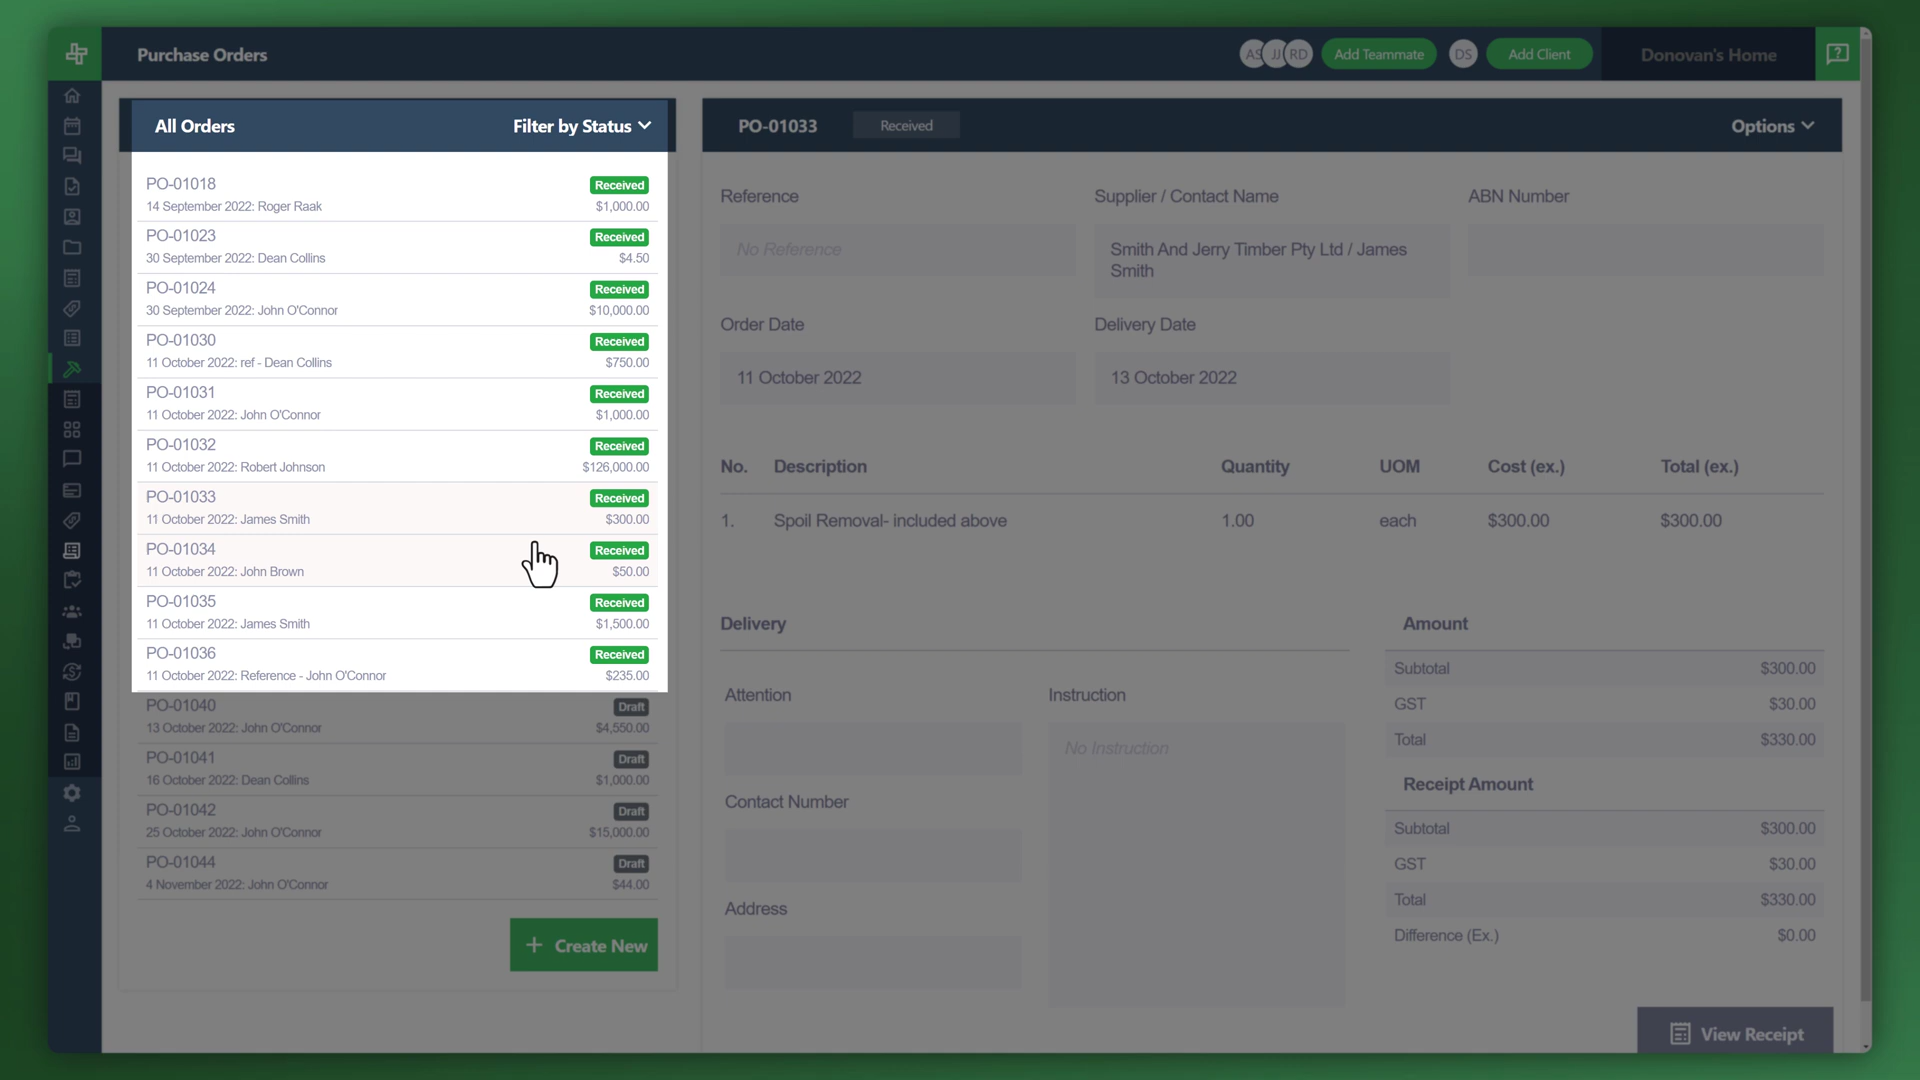 Purchase Orders
AS JJ RD
Add Teammate
DS
Add Client
Donovan's Home
All Orders
Filter by Status
PO-01018
Received
14 September 2022: Roger Raak
$1,000.00
PO-01023
Received
30 September 2022: Dean Collins
$4.50
PO-01024
Received
30 September 2022: John O'Connor
$10,000.00
PO-01030
Received
11 October 2022: ref - Dean Collins
$750.00
PO-01031
Received
11 October 2022: John O'Connor
$1,000.00
PO-01032
Received
11 October 2022: Robert Johnson
$126,000.00
PO-01033
Received
11 October 2022: James Smith
$300.00
PO-01034
Received
11 October 2022: John Brown
$50.00
PO-01035
Received
11 October 2022: James Smith
$1,500.00
PO-01036
Received
11 October 2022: Reference - John O'Connor
$235.00
PO-01040
Draft
13 October 2022: John O'Connor
$4,550.00
PO-01041
Draft
16 October 2022: Dean Collins
$1,000.00
PO-01042
Draft
25 October 2022: John O'Connor
$15,000.00
PO-01044
Draft
4 November 2022: John O'Connor
$44.00
+ Create New
PO-01033
Received
Options
Reference
Supplier / Contact Name
ABN Number
No Reference
Smith And Jerry Timber Pty Ltd / James
Smith
Order Date
Delivery Date
11 October 2022
13 October 2022
No. Description Quantity UOM Cost (ex.) Total (ex.)
1. Spoil Removal- included above 1.00 each $300.00 $300.00
Delivery
Attention
Instruction
No Instruction
Contact Number
Address
Amount
Subtotal $300.00
GST $30.00
Total $330.00
Receipt Amount
Subtotal $300.00
GST $30.00
Total $330.00
Difference (Ex.) $0.00
View Receipt